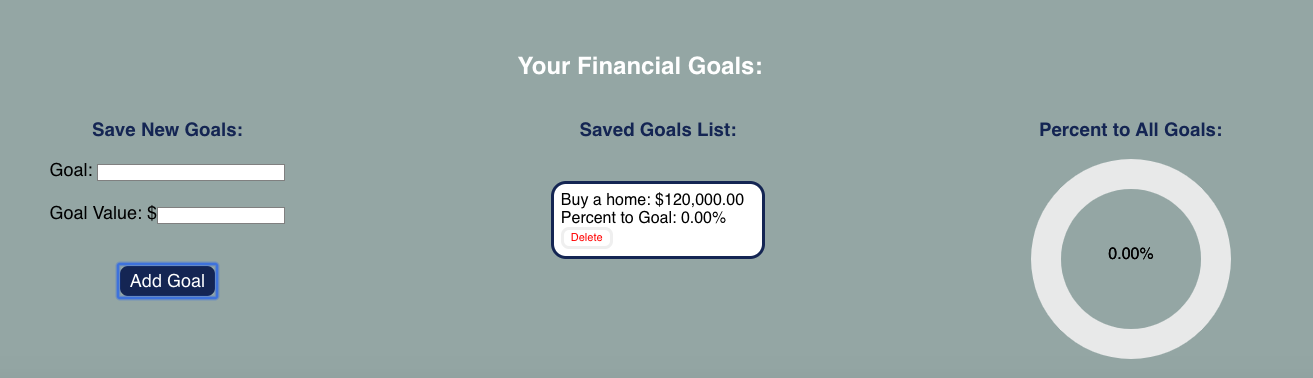 Your Financial Goals:
Save New Goals:
Goal:
Goal Value: $
Add Goal
Saved Goals List:
Buy a home: $120,000.00
Percent to Goal: 0.00%
Delete
Percent to All Goals:
0.00%